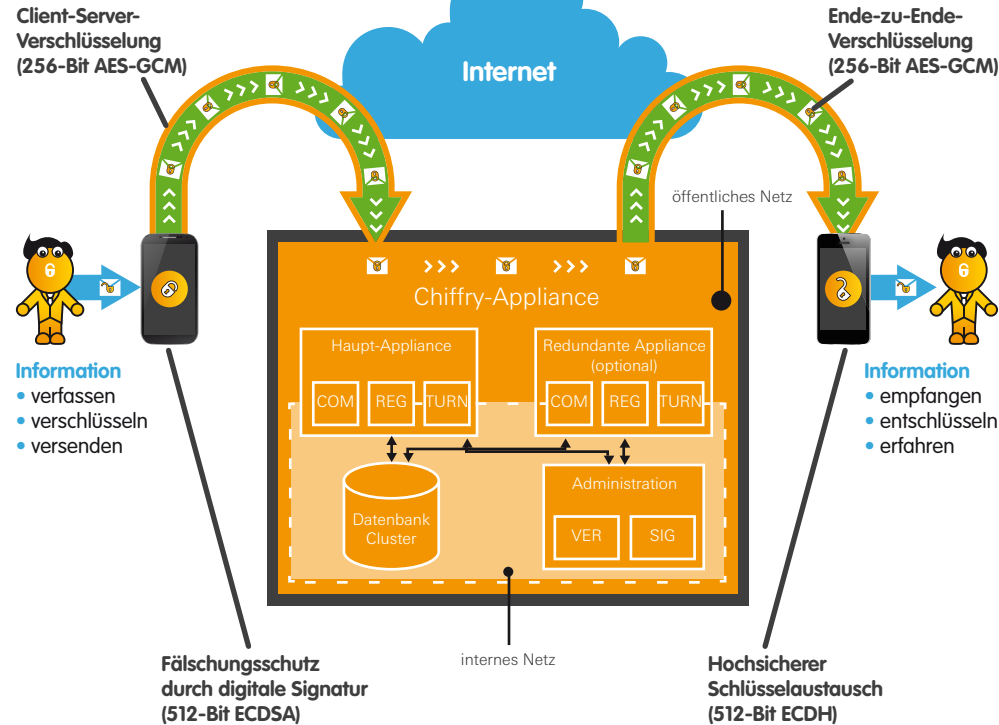 Client-Server-
Verschlüsselung
(256-Bit AES-GCM)
Internet
Ende-zu-Ende-
Verschlüsselung
(256-Bit AES-GCM)
öffentliches Netz
6
6
Chiffry-Appliance
Haupt-Appliance
COM REG TURN
Redundante Appliance
(optional)
COM REG TURN
Information
• verfassen
• verschlüsseln
• versenden
Information
• empfangen
• entschlüsseln
• erfahren
Datenbank
Cluster
Administration
VER SIG
internes Netz
Fälschungsschutz
durch digitale Signatur
(512-Bit ECDSA)
Hochsicherer
Schlüsselaustausch
(512-Bit ECDH)